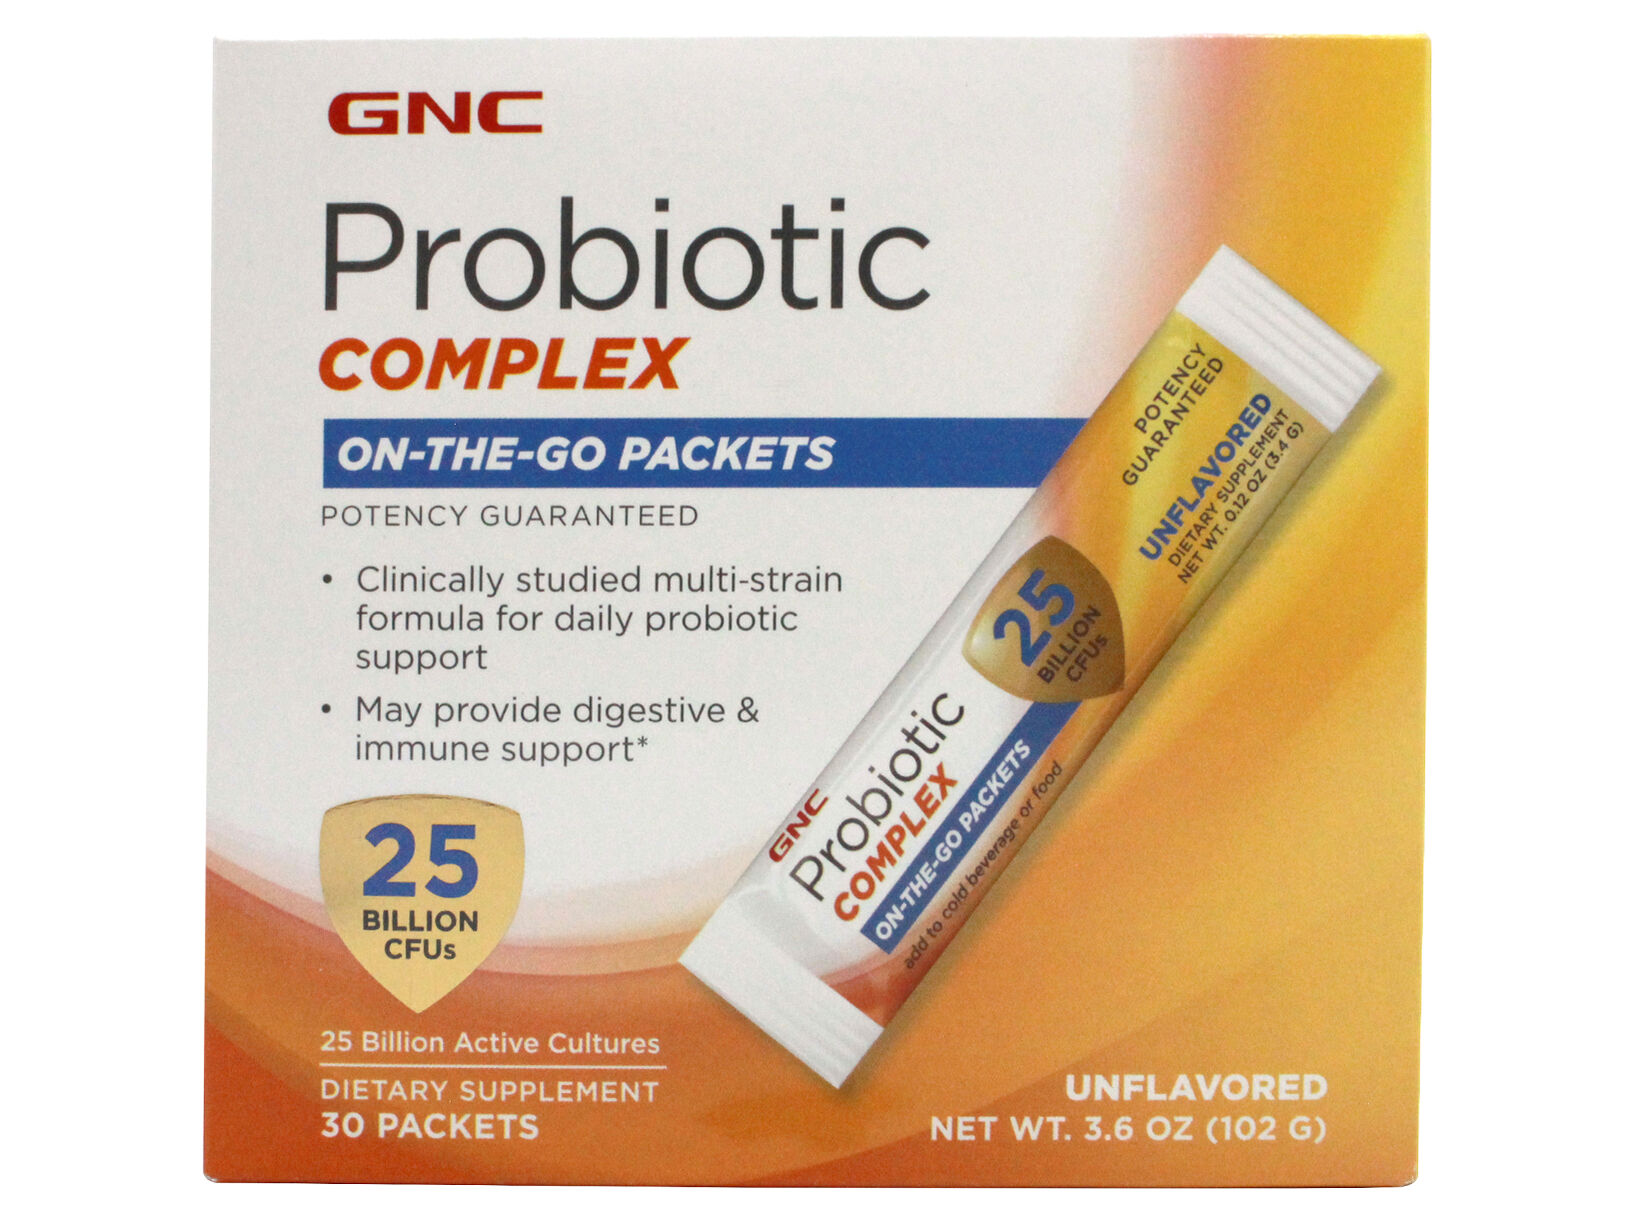 GNC
Probiotic
COMPLEX
ON-THE-GO PACKETS
POTENCY GUARANTEED
• Clinically studied multi-strain
formula for daily probiotic
support
• May provide digestive &
immune support*
25
BILLION
CFUs
25 Billion Active Cultures
DIETARY SUPPLEMENT
30 PACKETS
GNC
Probiotic
COMPLEX
ON-THE-GO PACKETS
add to cold beverage or food
25
BILLION
CFUs
POTENCY
GUARANTEED
UNFLAVORED
DIETARY SUPPLEMENT
NET WT. 0.12 OZ (3.4 G)
UNFLAVORED
NET WT. 3.6 OZ (102 G)